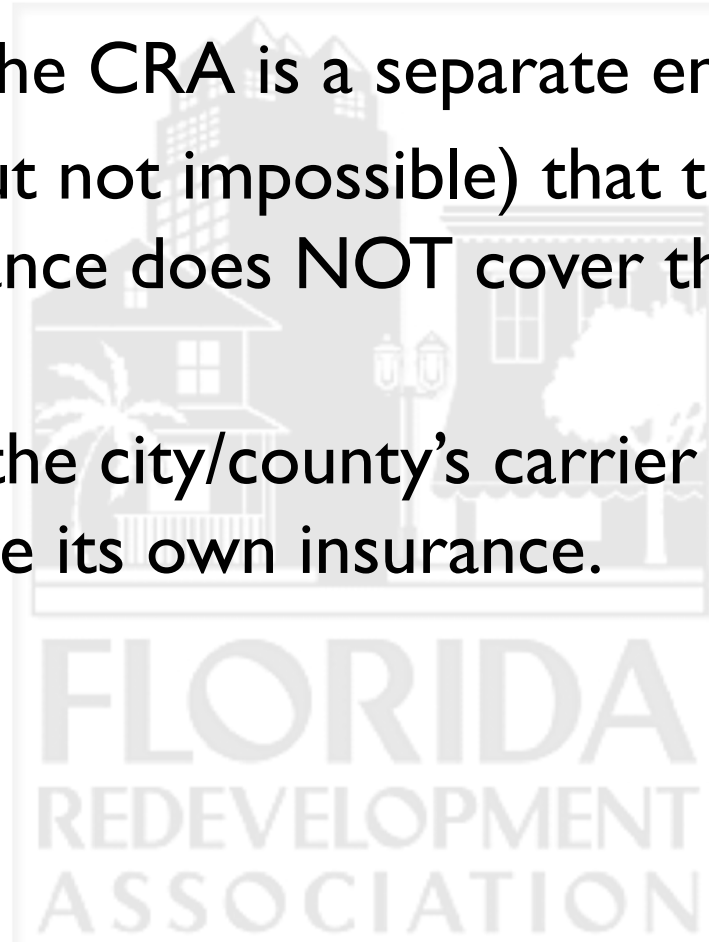 he CRA is a separate en
ut not impossible) that t
ance does NOT cover th
the city/county’s carrier
e its own insurance.
FLORIDA
REDEVELOPMENT
ASSOCIATION